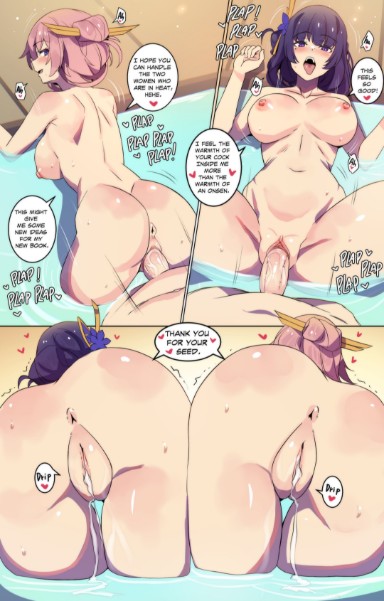 I HOPE YOU CAN HANDLE
THE TWO
WOMEN WHO
ARE IN HEAT,
HEHE.
PLAP
PLAP PLAP
PLAP!
THIS MIGHT
GIVE ME
SOME NEW
IDEAS FOR
MY NEW
BOOK.
PLAP!
PLAP PLAP
PLAP!
PLAP
PLAP
THIS
FEELS
SO
GOOD!
I FEEL THE
WARMTH OF
YOUR COCK
INSIDE ME
MORE THAN
THE WARMTH OF
AN ONSEN.
PLAP
PLAP PLAP
THANK YOU
FOR YOUR
SEED.
Drip
Drip